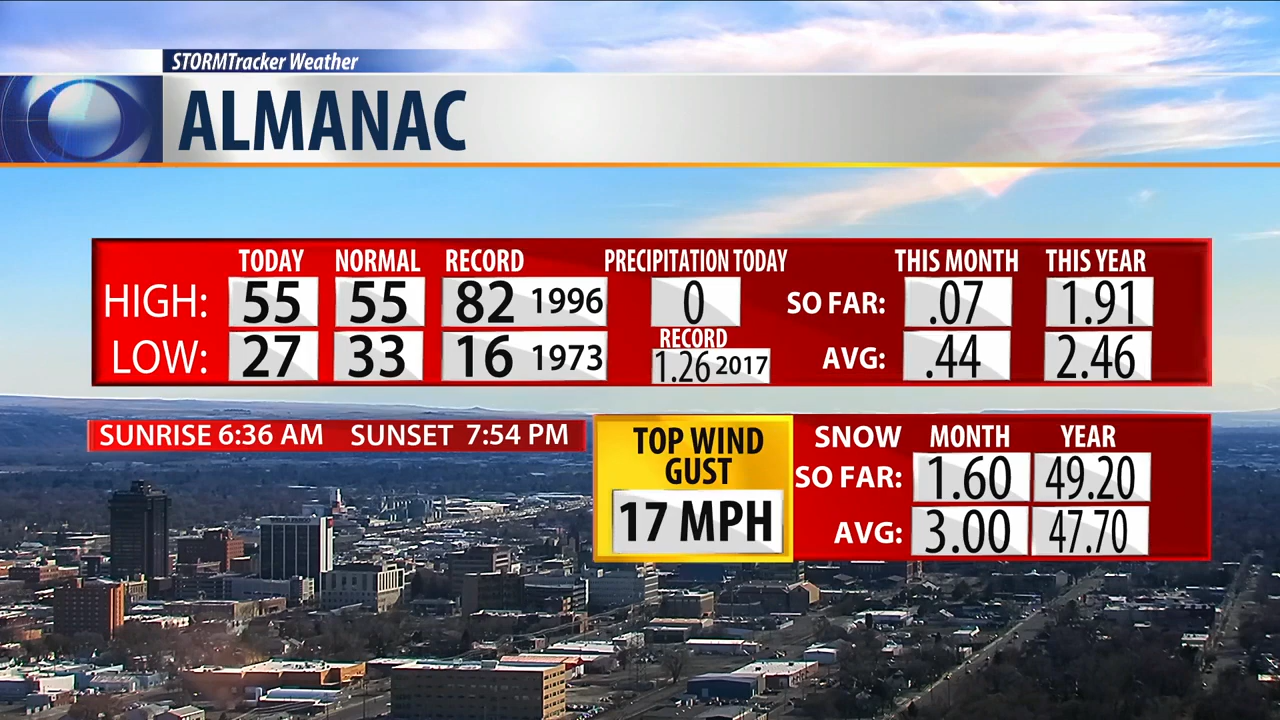 STORMTracker Weather
ALMANAC
TODAY NORMAL RECORD PRECIPITATION TODAY THIS MONTH THIS YEAR
HIGH: 55 55 82 1996 0 SO FAR: .07 1.91
RECORD
LOW: 27 33 16 1973 1.26 2017 AVG: .44 2.46
SUNRISE 6:36 AM SUNSET 7:54 PM
TOP WIND
GUST
17 MPH
SNOW MONTH YEAR
SO FAR: 1.60 49.20
AVG: 3.00 47.70